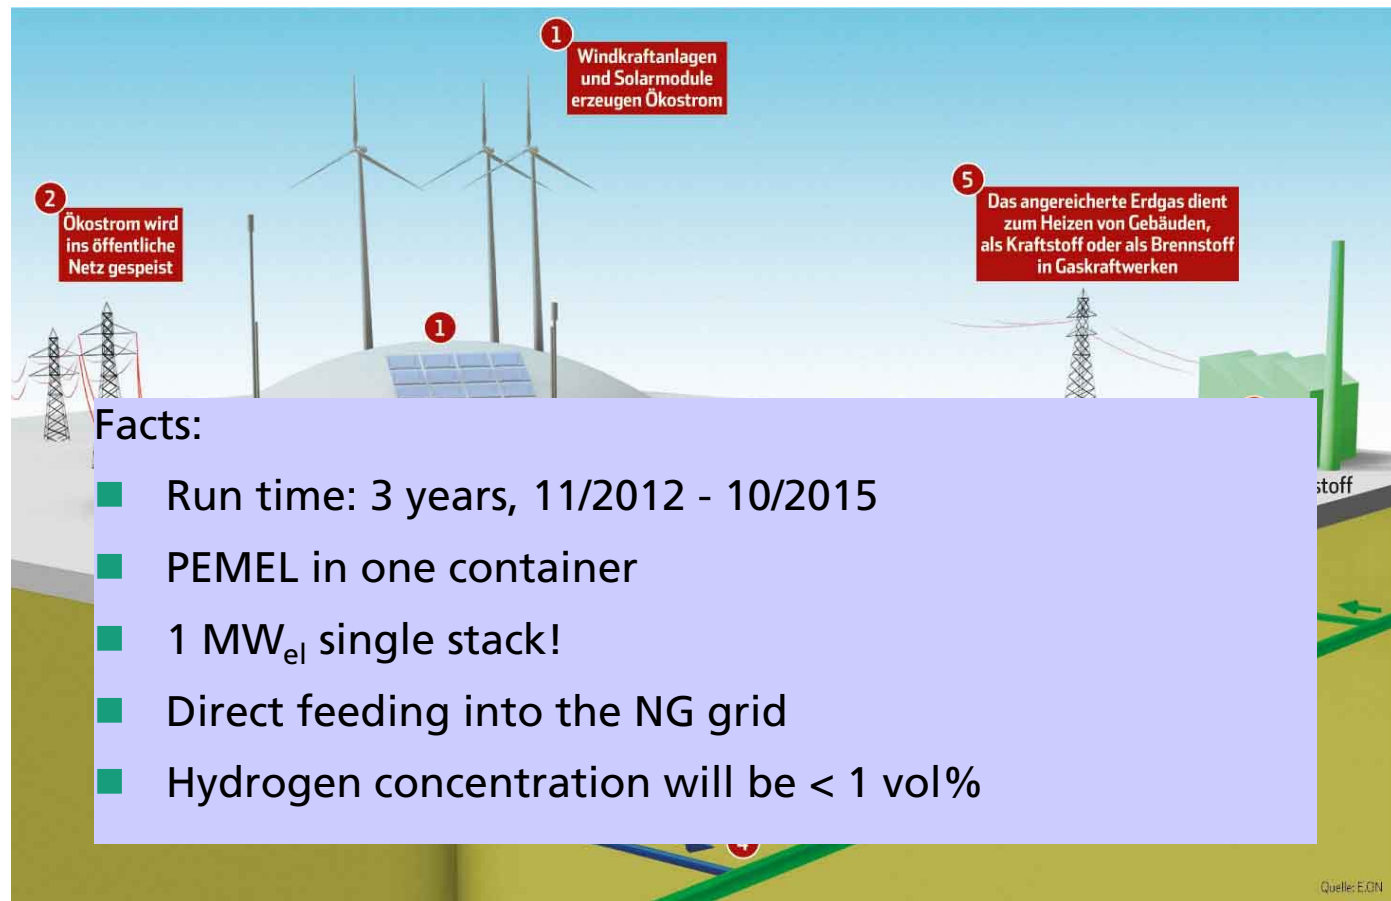 1
Windkraftanlagen
und Solarmodule
erzeugen Ökostrom
2
Ökostrom wird
ins öffentliche
Netz gespeist
5
Das angereicherte Erdgas dient
zum Heizen von Gebäuden,
als Kraftstoff oder als Brennstoff
in Gaskraftwerken
1
Facts:
Run time: 3 years, 11/2012 - 10/2015
stoff
PEMEL in one container
1 MWel single stack!
Direct feeding into the NG grid
Hydrogen concentration will be < 1 vol%
4
Quelle: E.ON